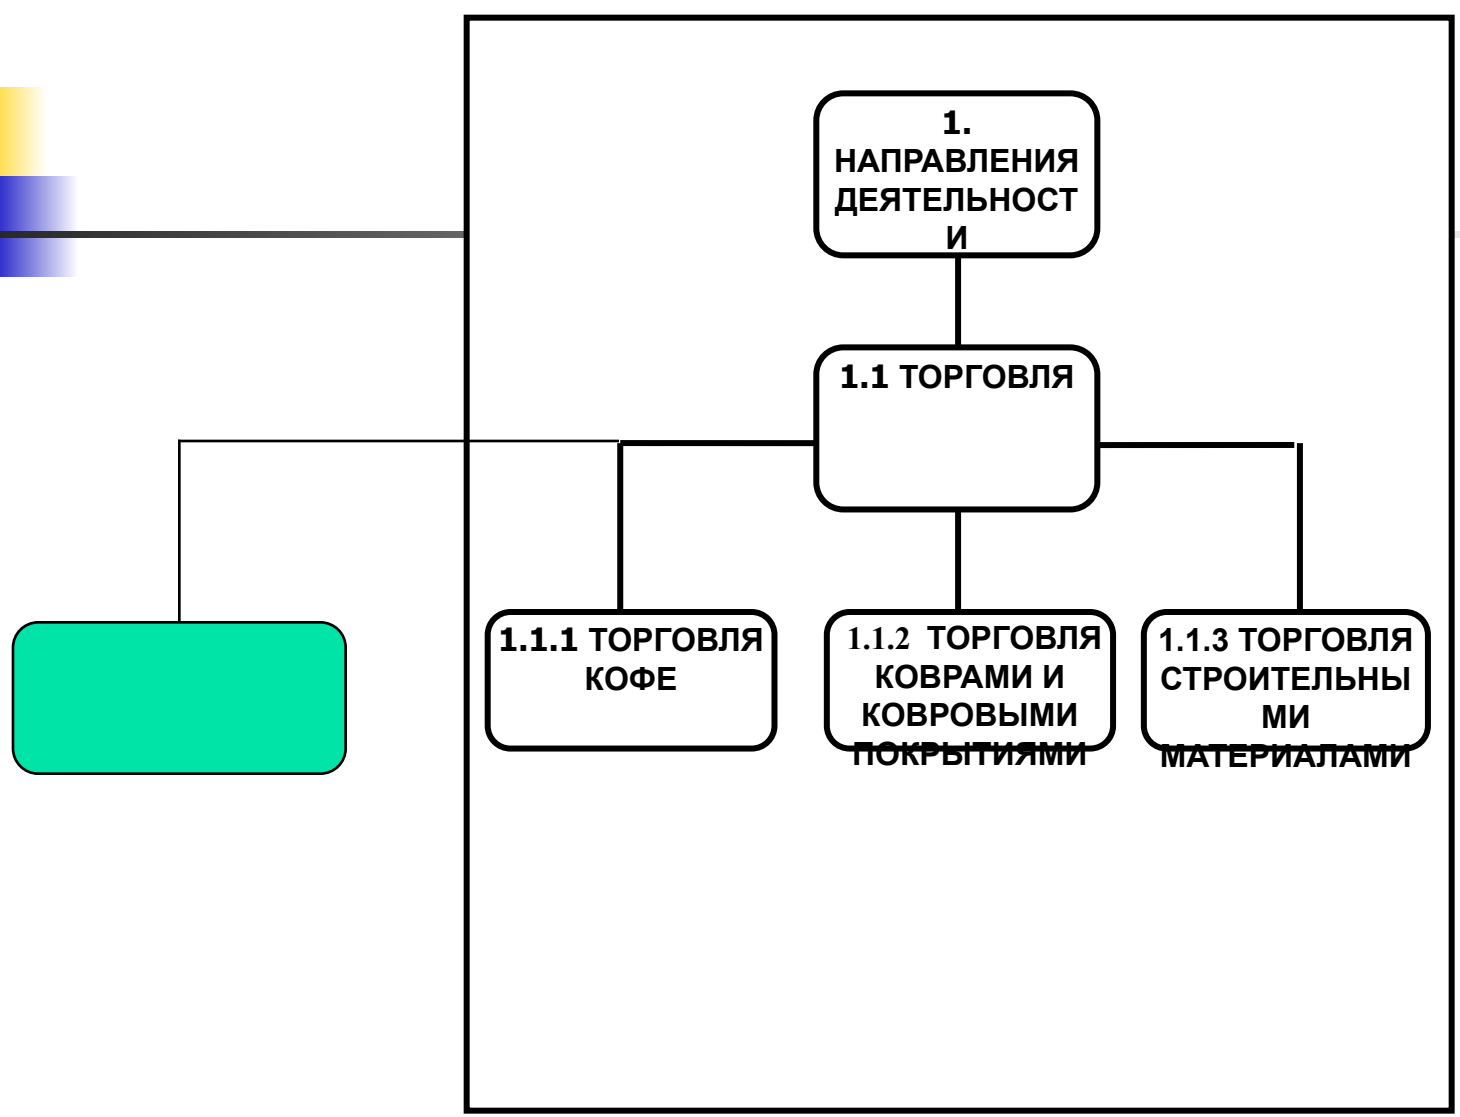 1.
НАПРАВЛЕНИЯ
ДЕЯТЕЛЬНОСТ
И
1.1 ТОРГОВЛЯ
1.1.1 ТОРГОВЛЯ
КОФЕ
1.1.2 ТОРГОВЛЯ
КОВРАМИ И
КОВРОВЫМИ
ПОКРЫТИЯМИ
1.1.3 ТОРГОВЛЯ
СТРОИТЕЛЬНЫ
МИ
МАТЕРИАЛАМИ